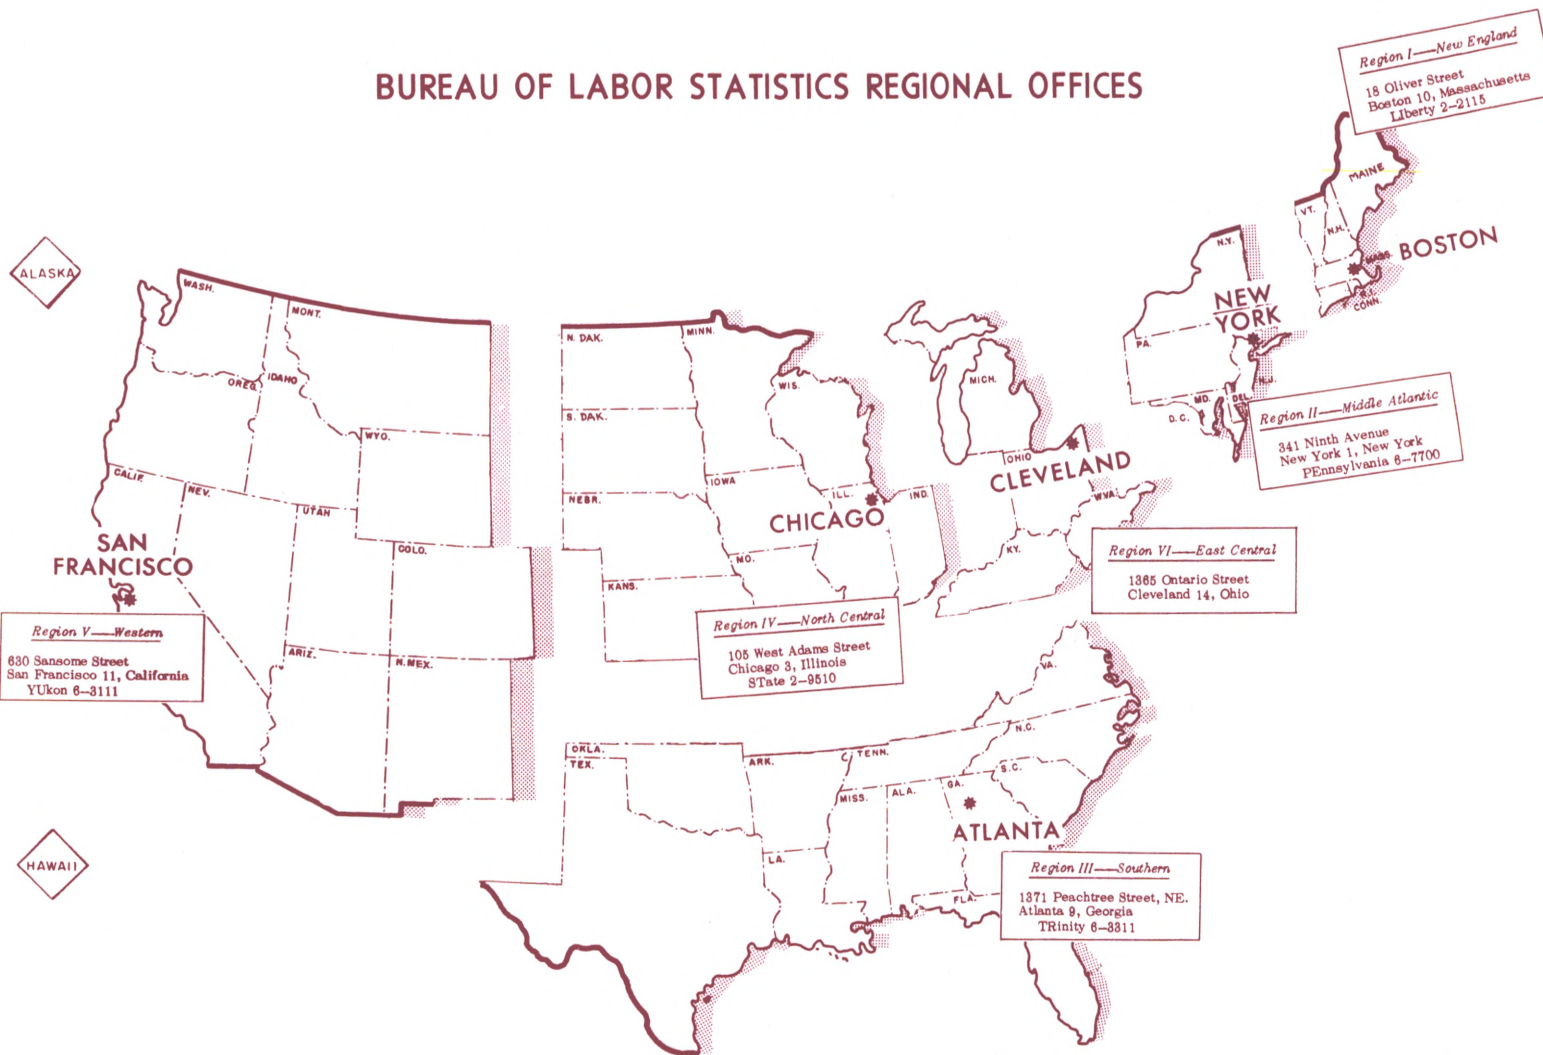 BUREAU OF LABOR STATISTICS REGIONAL OFFICES
Region I—New England
18 Oliver Street
Boston 10, Massachusetts
LIberty 2-2115
MAINE
VT.
N.H.
MASS.
BOSTON
R.I.
CONN.
ALASKA
N.Y.
NEW
YORK
PA.
N.J.
MD.
DEL.
D.C.
Region II—Middle Atlantic
341 Ninth Avenue
New York 1, New York
PEnnsylvania 6-7700
WASH.
MONT.
OREG.
IDAHO
WYO.
CALIF.
NEV.
UTAH
COLO.
ARIZ.
N.MEX.
SAN
FRANCISCO
Region V—Western
630 Sansome Street
San Francisco 11, California
YUkon 6-3111
N. DAK.
MINN.
WIS.
S. DAK.
IOWA
NEBR.
ILL.
IND.
CHICAGO
MO.
KANS.
Region IV—North Central
105 West Adams Street
Chicago 3, Illinois
STate 2-9510
MICH.
OHIO
CLEVELAND
W.VA.
KY.
Region VI—East Central
1365 Ontario Street
Cleveland 14, Ohio
VA.
N.C.
OKLA.
TEX.
ARK.
TENN.
S.C.
MISS.
ALA.
GA.
ATLANTA
LA.
FLA.
Region III—Southern
1371 Peachtree Street, NE.
Atlanta 9, Georgia
TRinity 6-3311
HAWAII